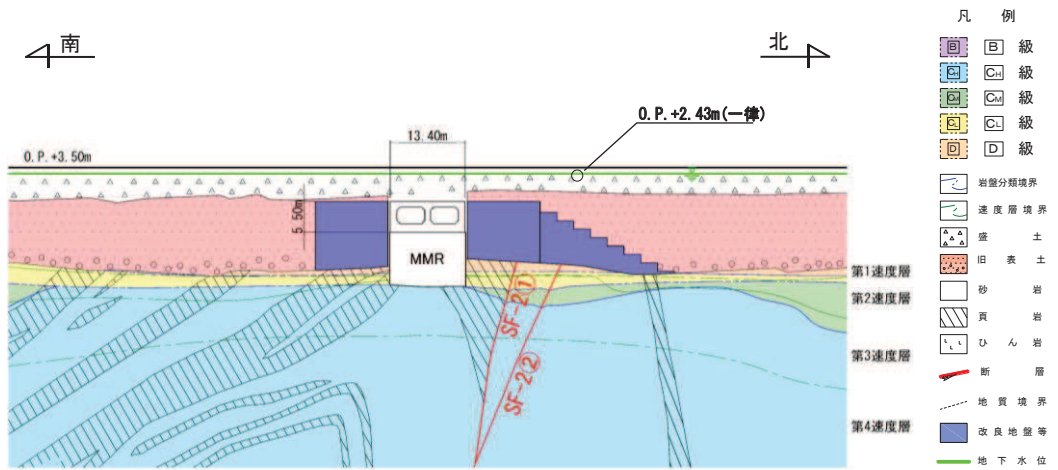 南
北
O.P.+2.43m(一律)
13.40m
O.P.+3.50m
5.50m
MMR
SF-2①
SF-2②
第1速度層
第2速度層
第3速度層
第4速度層
凡 例
B B 級
CH CH 級
CM CM 級
CL CL 級
D D 級
岩盤分類境界
速度層境界
盛 土
旧 表 土
砂 岩
頁 岩
ひ ん 岩
断 層
地 質 境 界
改 良 地 盤 等
地 下 水 位